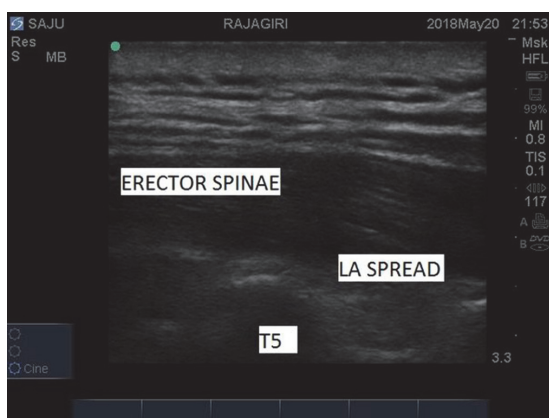 SAJU RAJAGIRI 2018May20 21:53
Res
S MB
Msk
HFL
99%
MI
0.8
TIS
0.1
117
A
B DVD
ERECTOR SPINAE
LA SPREAD
T5
3.3
Cine